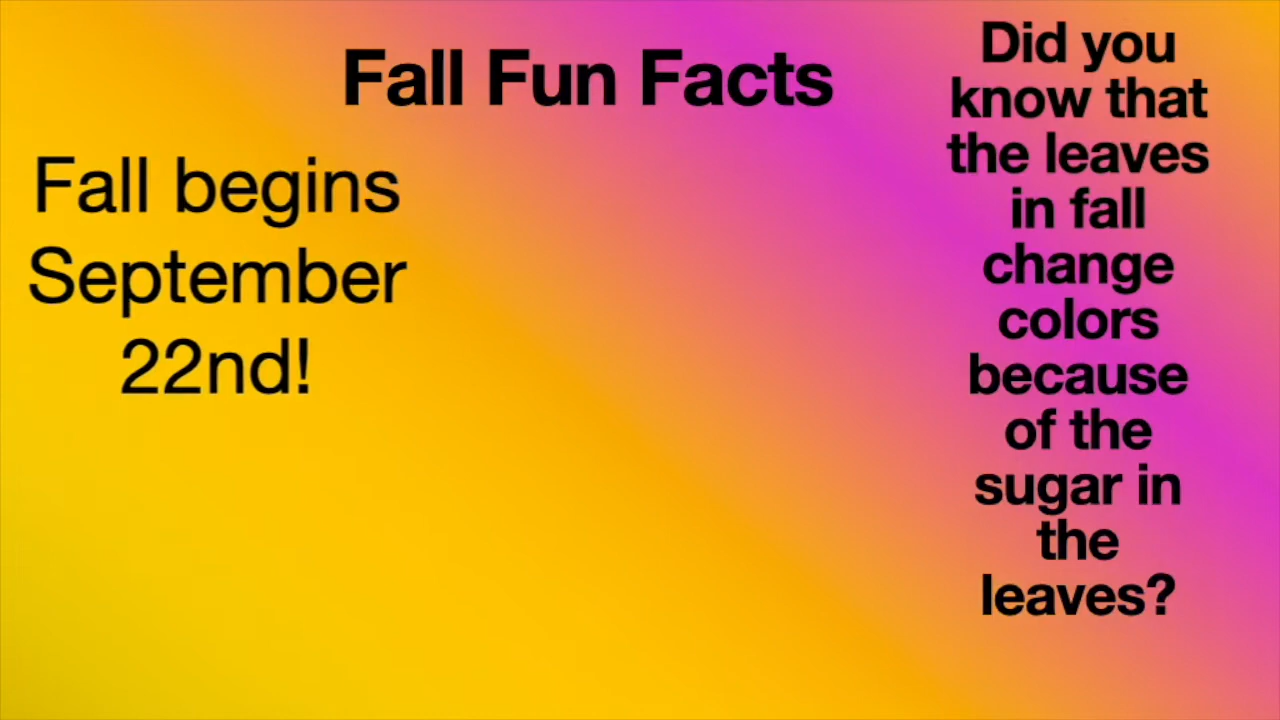 Fall Fun Facts
Fall begins
September
22nd!
Did you
know that
the leaves
in fall
change
colors
because
of the
sugar in
the
leaves?